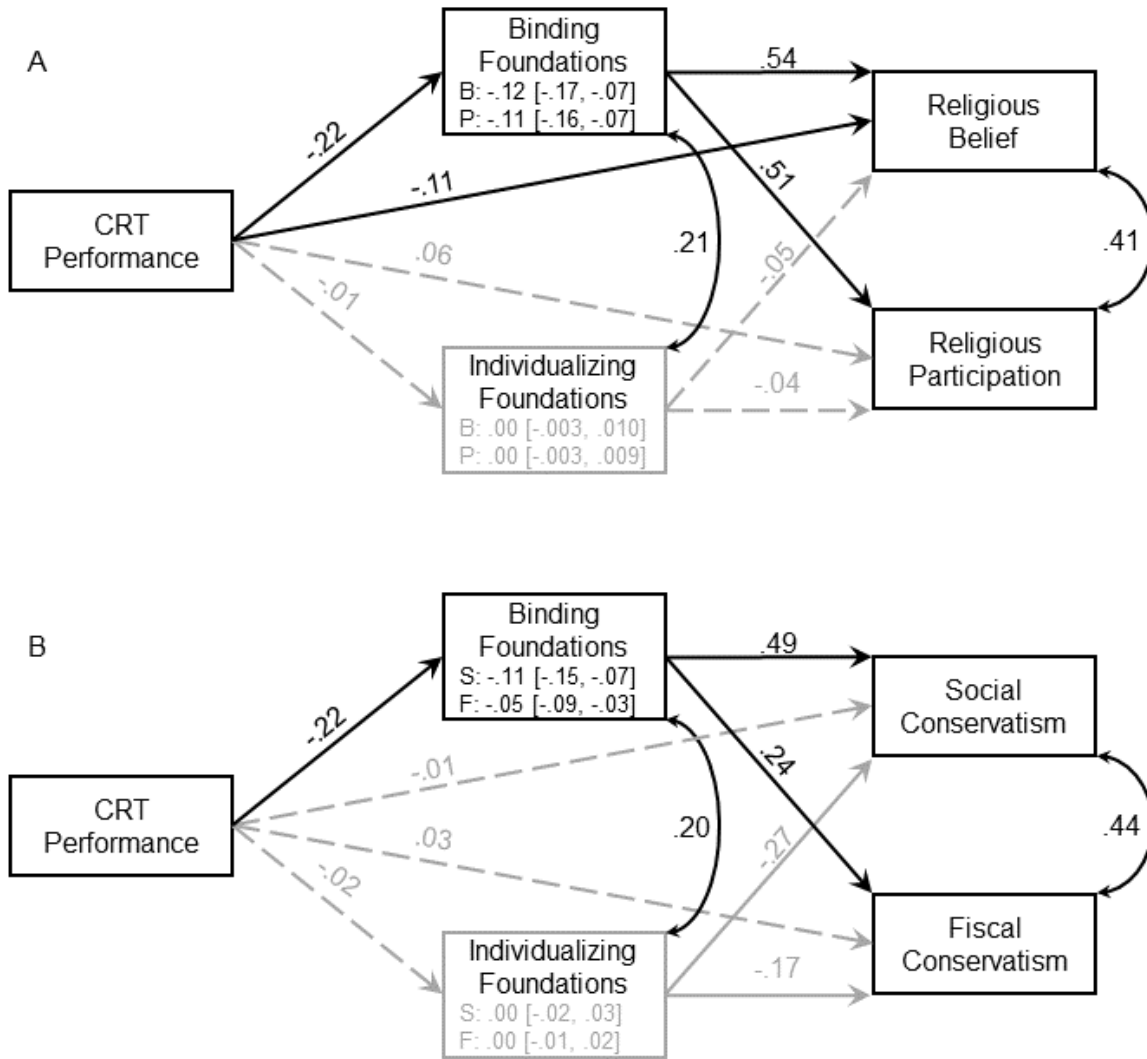 A
Binding
Foundations
B: -.12 [-.17, -.07]
P: -.11 [-.16, -.07]
.54
Religious
Belief
-.22
-.11
.51
CRT
Performance
.06
-.01
.21
-.05
.41
Individualizing
Foundations
B: .00 [-.003, .010]
P: .00 [-.003, .009]
-.04
Religious
Participation
B
Binding
Foundations
S: -.11 [-.15, -.07]
F: -.05 [-.09, -.03]
.49
Social
Conservatism
-.22
-.01
.24
CRT
Performance
.03
-.02
.20
-.27
.44
Individualizing
Foundations
S: .00 [-.02, .03]
F: .00 [-.01, .02]
-.17
Fiscal
Conservatism